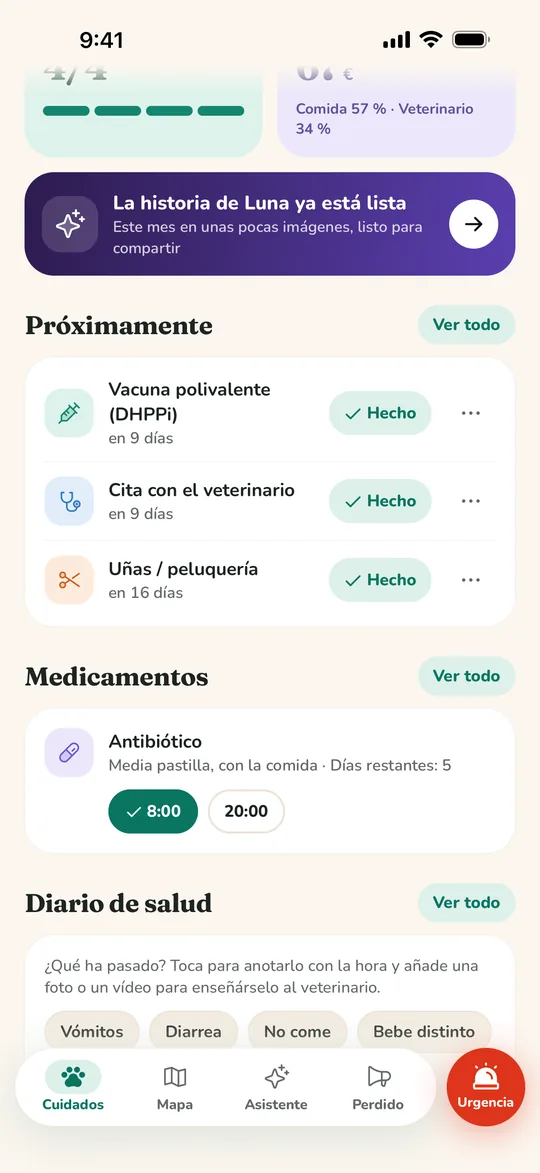 9:41
4/4
67 €
Comida 57 % · Veterinario
34 %
La historia de Luna ya está lista
Este mes en unas pocas imágenes, listo para
compartir
Próximamente
Ver todo
Vacuna polivalente
(DHPPi)
en 9 días
Hecho
Cita con el veterinario
en 9 días
Hecho
Uñas / peluquería
en 16 días
Hecho
Medicamentos
Ver todo
Antibiótico
Media pastilla, con la comida · Días restantes: 5
8:00
20:00
Diario de salud
Ver todo
¿Qué ha pasado? Toca para anotarlo con la hora y añade una
foto o un vídeo para enseñárselo al veterinario.
Vómitos
Diarrea
No come
Bebe distinto
Cuidados
Mapa
Asistente
Perdido
Urgencia